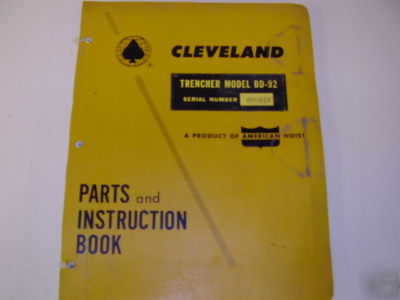 CLEVELAND
TRENCHER MODEL BD-92
SERIAL NUMBER
A PRODUCT OF AMERICAN HOIST
PARTS and
INSTRUCTION
BOOK